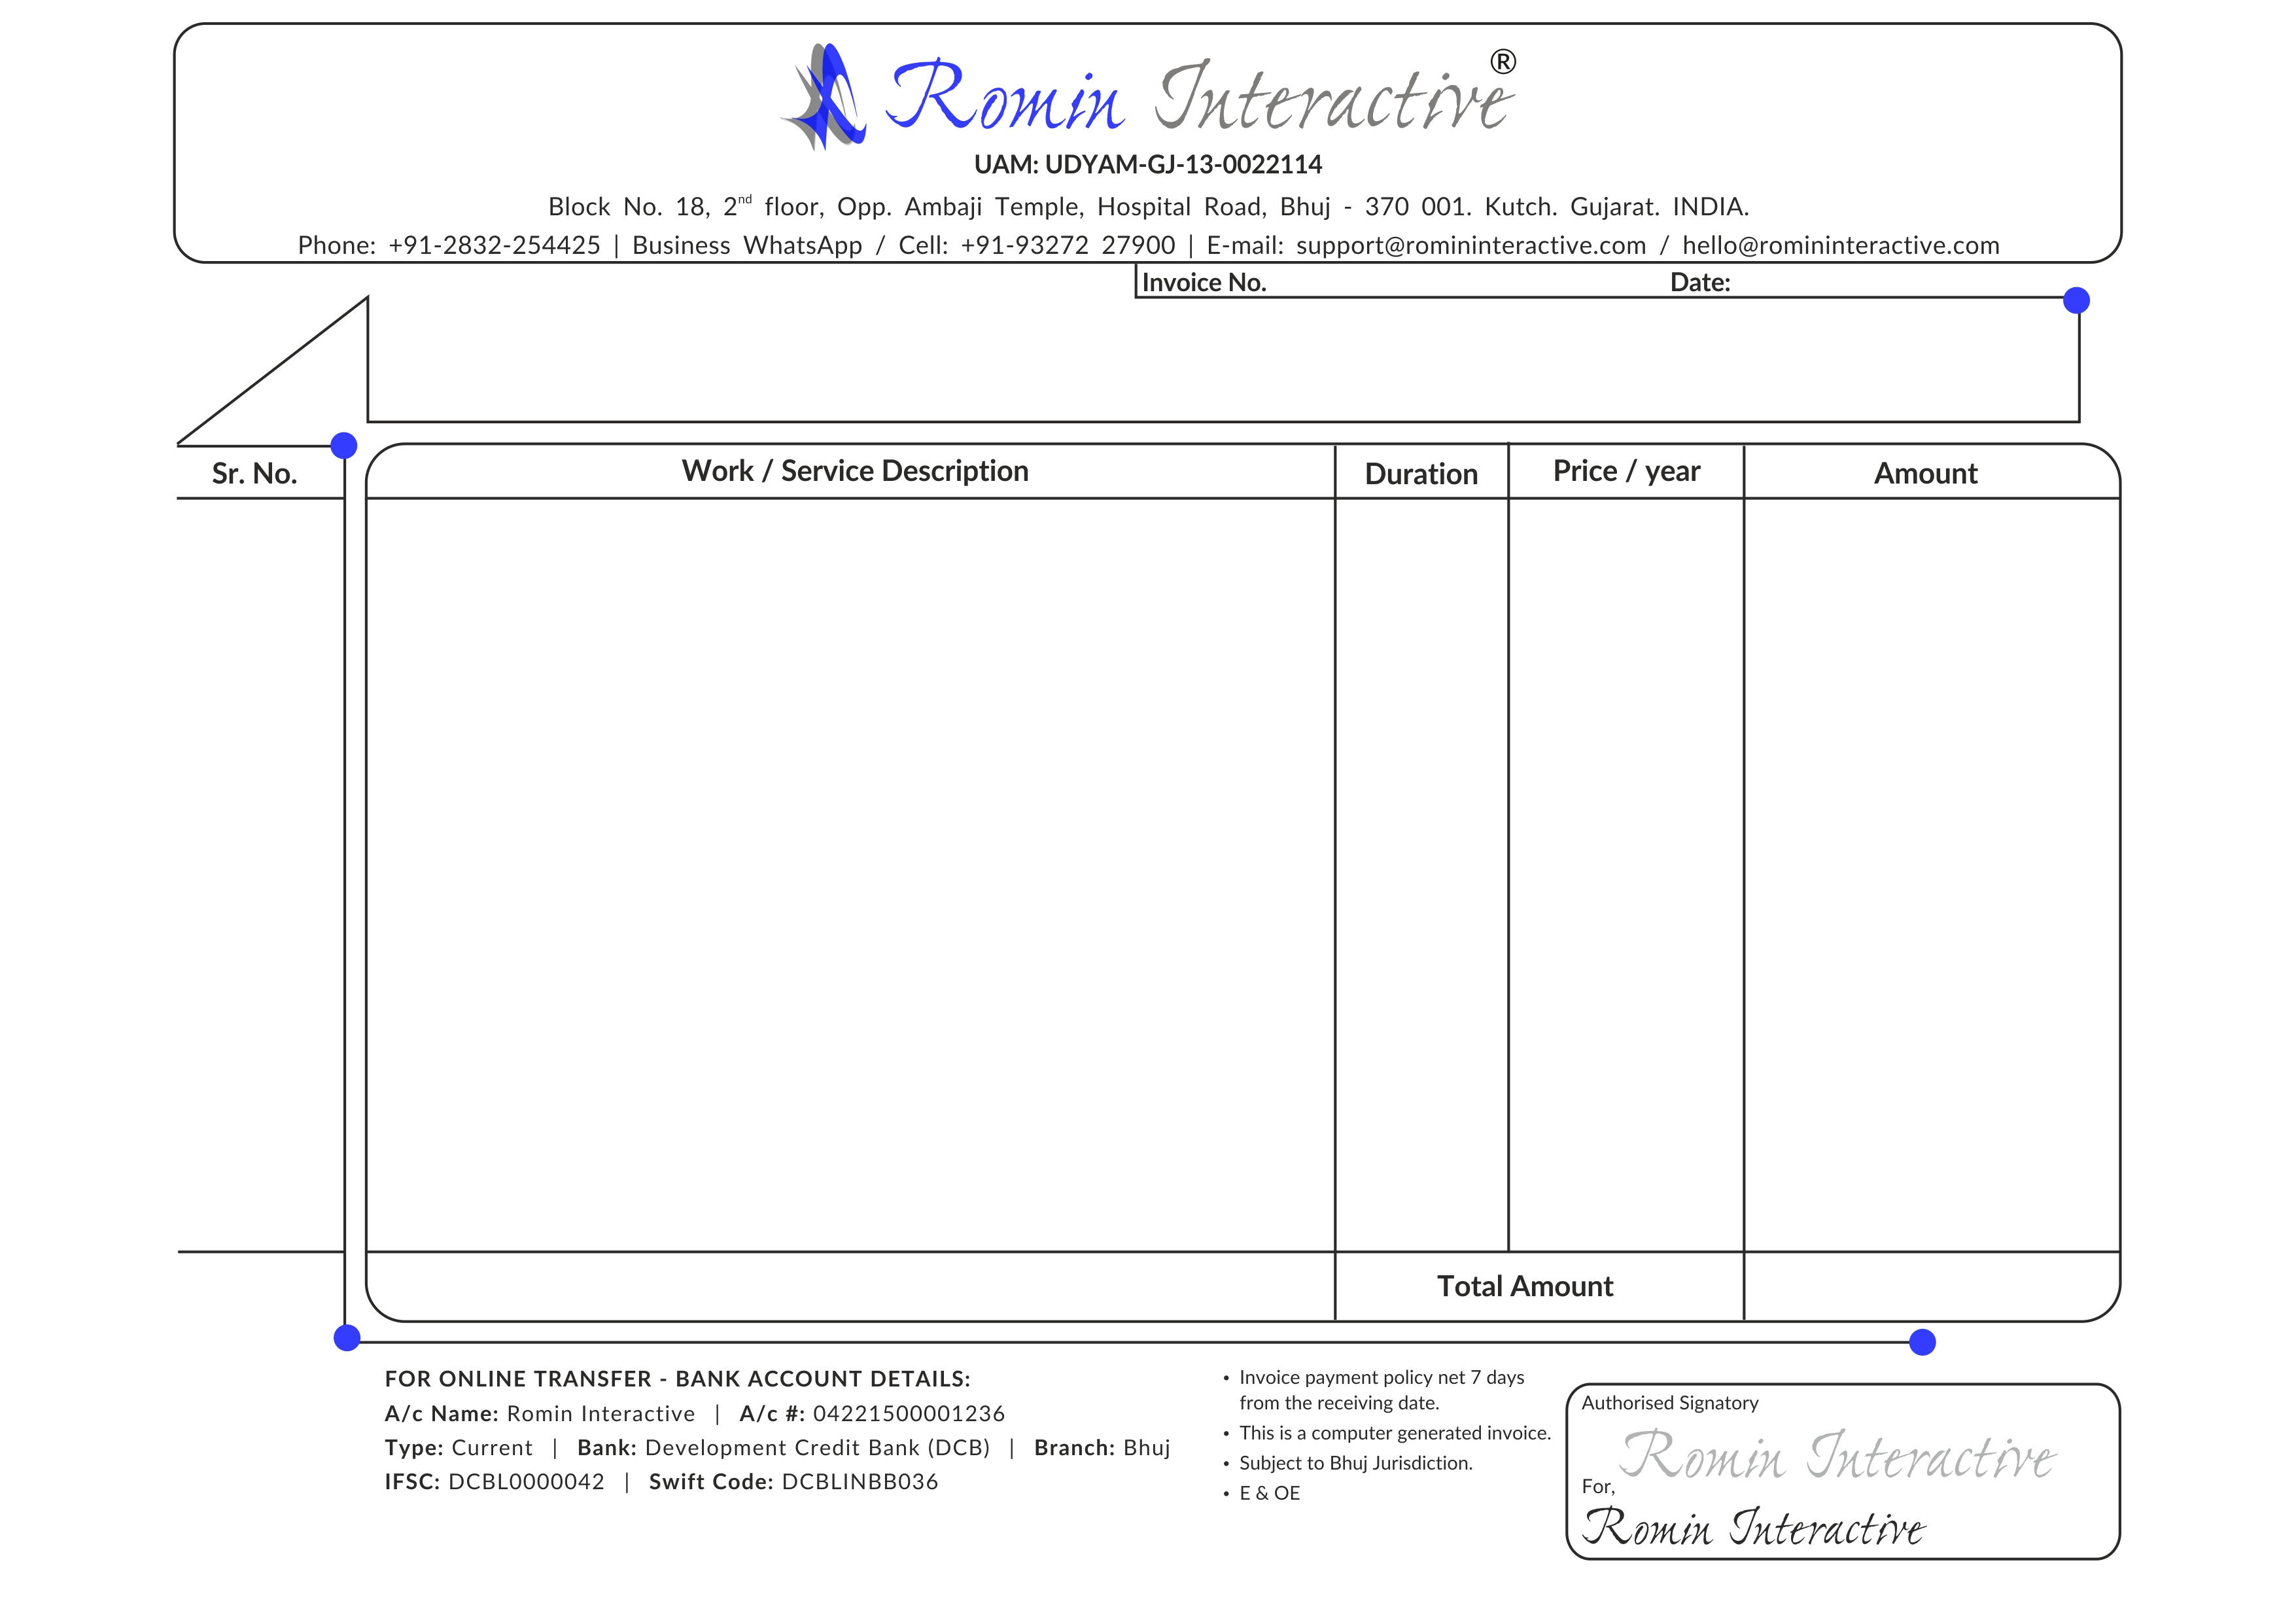 Romin Interactive®
UAM: UDYAM-GJ-13-0022114
Block No. 18, 2nd floor, Opp. Ambaji Temple, Hospital Road, Bhuj - 370 001. Kutch. Gujarat. INDIA.
Phone: +91-2832-254425 | Business WhatsApp / Cell: +91-93272 27900 | E-mail: support@romininteractive.com / hello@romininteractive.com
Invoice No. Date:
Sr. No. Work / Service Description Duration Price / year Amount
Total Amount
FOR ONLINE TRANSFER - BANK ACCOUNT DETAILS:
A/c Name: Romin Interactive | A/c #: 04221500001236
Type: Current | Bank: Development Credit Bank (DCB) | Branch: Bhuj
IFSC: DCBL0000042 | Swift Code: DCBLINBB036
• Invoice payment policy net 7 days
from the receiving date.
• This is a computer generated invoice.
• Subject to Bhuj Jurisdiction.
• E & OE
Authorised Signatory
Romin Interactive
For,
Romin Interactive